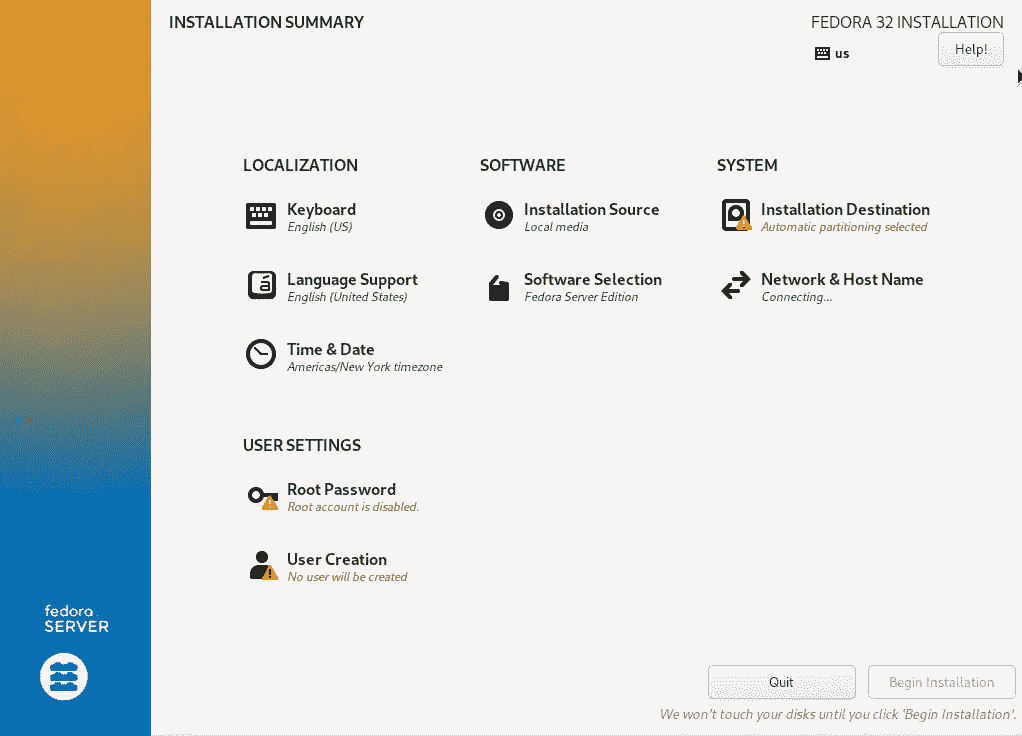 INSTALLATION SUMMARY
FEDORA 32 INSTALLATION
us
Help!
LOCALIZATION
Keyboard
English (US)
Language Support
English (United States)
Time & Date
Americas/New York timezone
SOFTWARE
Installation Source
Local media
Software Selection
Fedora Server Edition
SYSTEM
Installation Destination
Automatic partitioning selected
Network & Host Name
Connecting...
USER SETTINGS
Root Password
Root account is disabled.
User Creation
No user will be created
fedora
SERVER
Quit
Begin Installation
We won't touch your disks until you click 'Begin Installation'.